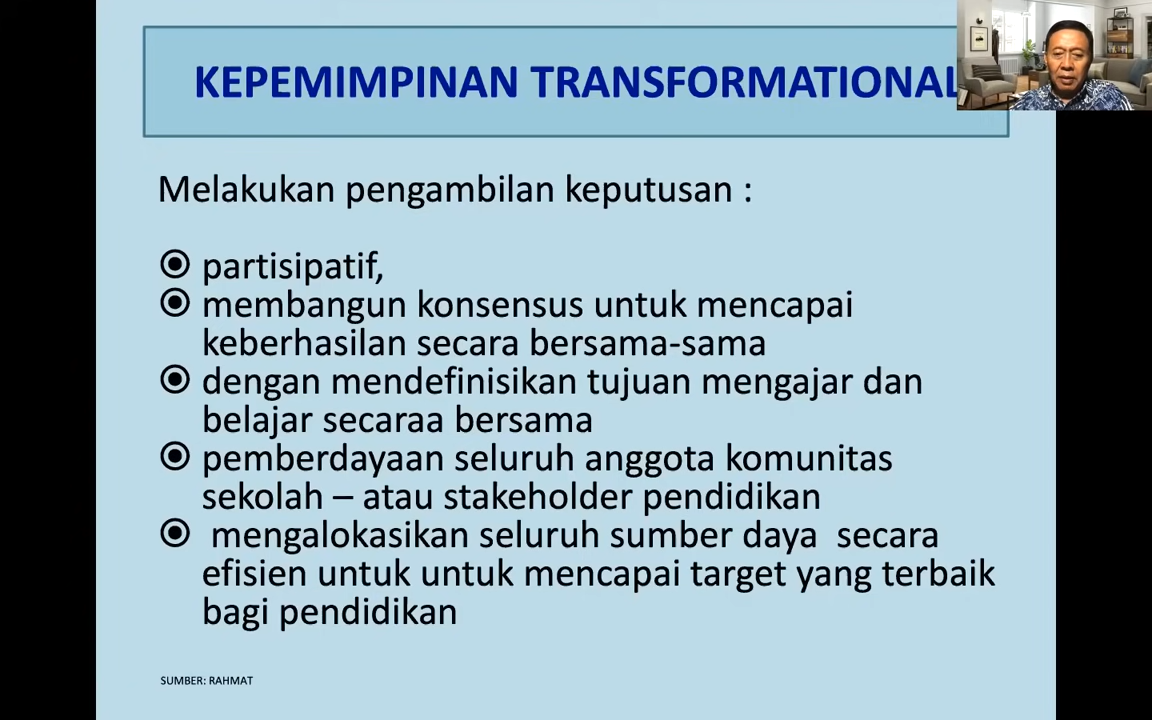 KEPEMIMPINAN TRANSFORMATIONAL
Melakukan pengambilan keputusan :
partisipatif,
membangun konsensus untuk mencapai
keberhasilan secara bersama-sama
dengan mendefinisikan tujuan mengajar dan
belajar secaraa bersama
pemberdayaan seluruh anggota komunitas
sekolah – atau stakeholder pendidikan
mengalokasikan seluruh sumber daya secara
efisien untuk untuk mencapai target yang terbaik
bagi pendidikan
SUMBER: RAHMAT